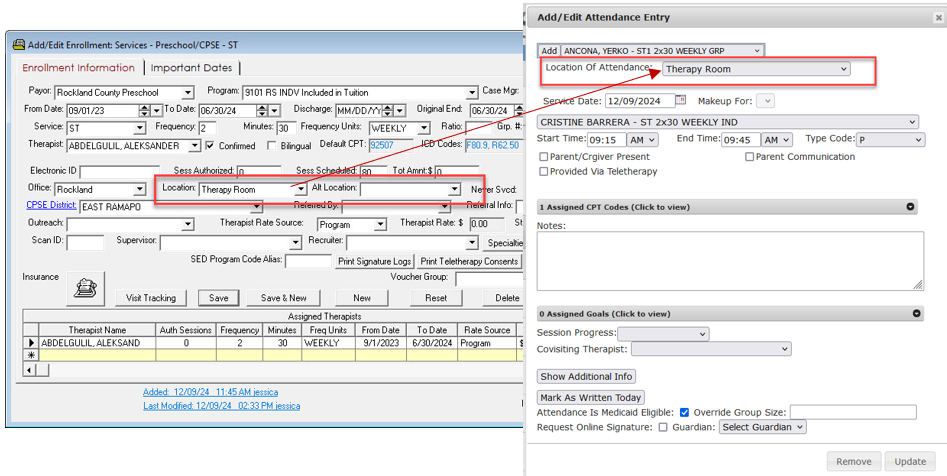 Add/Edit Enrollment: Services - Preschool/CPSE - ST
Enrollment Information Important Dates
Payor: Rockland County Preschool Program: 9101 RS INDV Included in Tuition Case Mgr:
From Date: 09/01/23 To Date: 06/30/24 Discharge: MM/DD/YY Original End: 06/30/24
Service: ST Frequency: 2 Minutes: 30 Frequency Units: WEEKLY Ratio: Grp. #:
Therapist: ABDELGULIL, ALEKSANDER Confirmed Bilingual Default CPT: 92507 ICD Codes: F80.9, R62.50
Electronic ID Sess Authorized: 0 Sess Scheduled: 80 Tot Amnt:$ 0
Office: Rockland Location: Therapy Room Alt Location: Never Svcd:
CPSE District: EAST RAMAPO Referred By: Referral Info:
Outreach: Therapist Rate Source: Program Therapist Rate: $ 0.00 St
Scan ID: Supervisor: Recruiter: Specialtie
SED Program Code Alias: Print Signature Logs Print Teletherapy Consents
Insurance Voucher Group:
Visit Tracking Save Save & New New Reset Delete
Assigned Therapists
Therapist Name Auth Sessions Frequency Minutes Freq Units From Date To Date Rate Source
ABDELGULIL, ALEKSAND 0 2 30 WEEKLY 9/1/2023 6/30/2024 Program $
Added: 12/09/24 11:45 AM jessica
Last Modified: 12/09/24 02:33 PM jessica
Add/Edit Attendance Entry
Add ANCONA, YERKO - ST1 2x30 WEEKLY GRP
Location Of Attendance: Therapy Room
Service Date: 12/09/2024 Makeup For:
CRISTINE BARRERA - ST 2x30 WEEKLY IND
Start Time: 09:15 AM End Time: 09:45 AM Type Code: P
Parent/Crgiver Present Parent Communication
Provided Via Teletherapy
1 Assigned CPT Codes (Click to view)
Notes:
0 Assigned Goals (Click to view)
Session Progress:
Covisiting Therapist:
Show Additional Info
Mark As Written Today
Attendance Is Medicaid Eligible: Override Group Size:
Request Online Signature: Guardian: Select Guardian
Remove Update